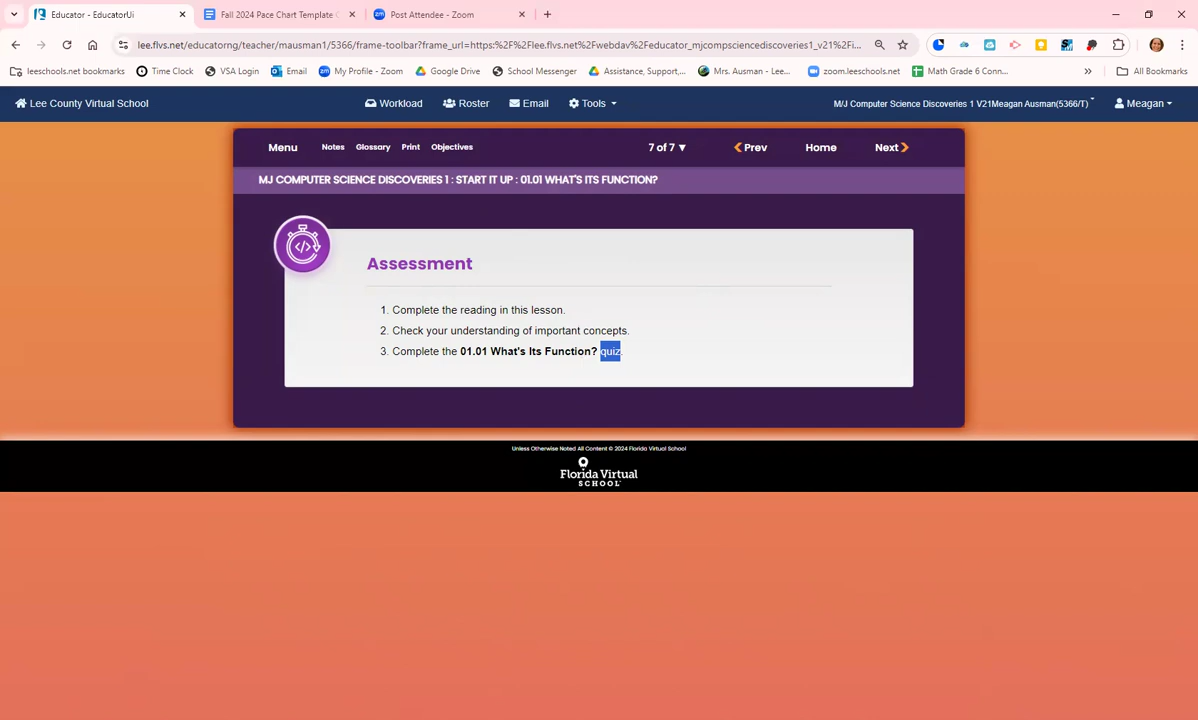 Educator - EducatorUi
Fall 2024 Pace Chart Template
Post Attendee - Zoom
lee.flvs.net/educatorng/teacher/mausman1/5366/frame-toolbar?frame_url=https:%2F%2Flee.flvs.net%2Fwebdav%2Feducator_mjcompsciencediscoveries1_v21%2Fi...
leeschools.net bookmarks
Time Clock
VSA Login
Email
My Profile - Zoom
Google Drive
School Messenger
Assistance, Support,...
Mrs. Ausman - Lee...
zoom.leeschools.net
Math Grade 6 Conn...
»
All Bookmarks
Lee County Virtual School
Workload
Roster
Email
Tools
M/J Computer Science Discoveries 1 V21Meagan Ausman(5366/T)
Meagan
Menu
Notes
Glossary
Print
Objectives
7 of 7 ▼
Prev
Home
Next
MJ COMPUTER SCIENCE DISCOVERIES 1 : START IT UP : 01.01 WHAT'S ITS FUNCTION?
</>
Assessment
1. Complete the reading in this lesson.
2. Check your understanding of important concepts.
3. Complete the 01.01 What's Its Function? quiz.
Unless Otherwise Noted All Content © 2024 Florida Virtual School
Florida Virtual
SCHOOL